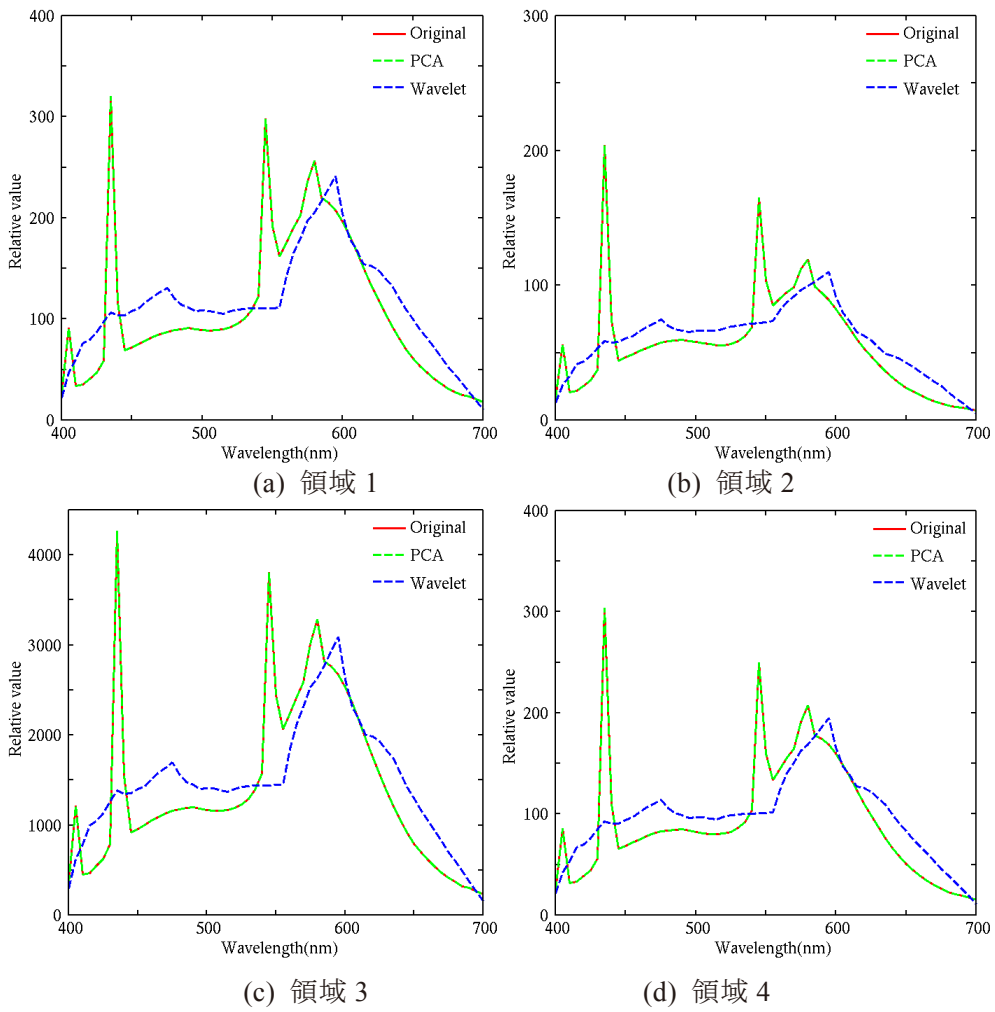 400
300
200
100
0
400
500
600
700
Relative value
Wavelength(nm)
Original
PCA
Wavelet
(a) 領域 1
300
200
100
0
400
500
600
700
Relative value
Wavelength(nm)
Original
PCA
Wavelet
(b) 領域 2
4000
3000
2000
1000
0
400
500
600
700
Relative value
Wavelength(nm)
Original
PCA
Wavelet
(c) 領域 3
400
300
200
100
0
400
500
600
700
Relative value
Wavelength(nm)
Original
PCA
Wavelet
(d) 領域 4